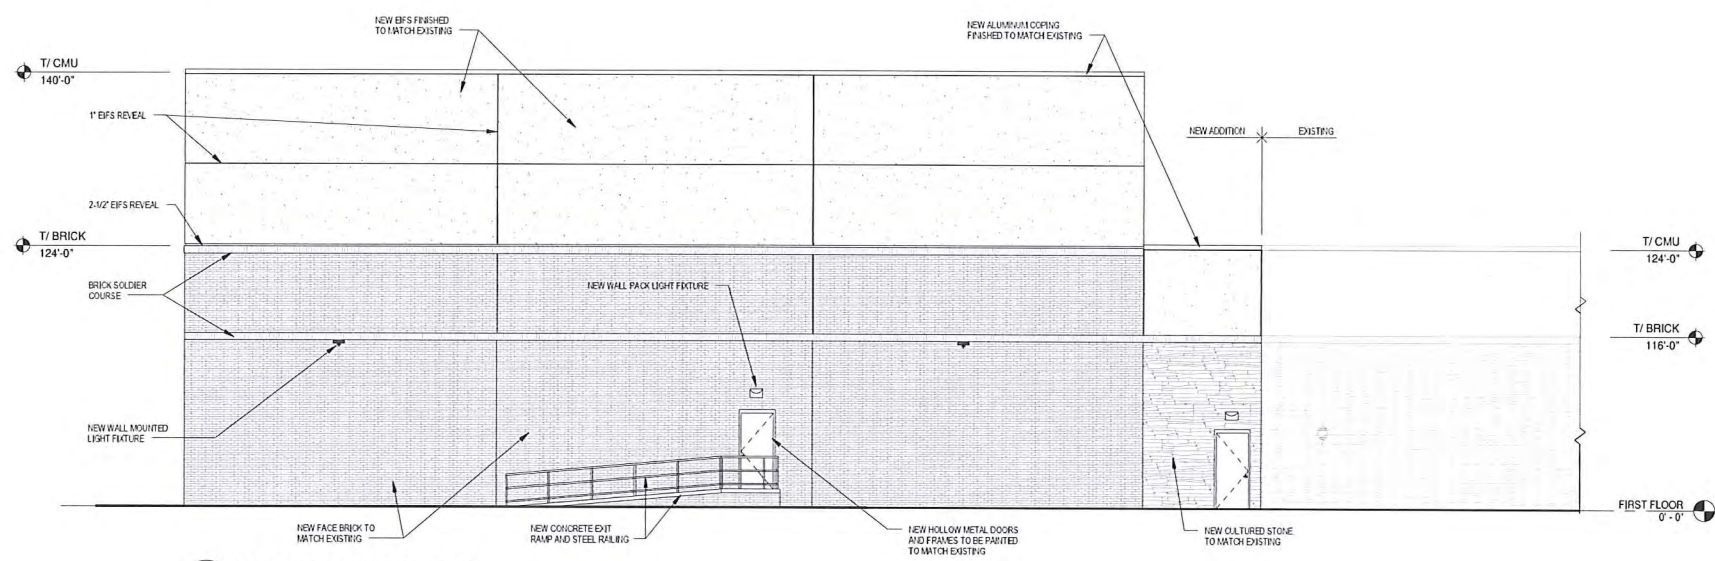 NEW EIFS FINISHED
TO MATCH EXISTING
NEW ALUMINUM COPING
FINISHED TO MATCH EXISTING
T/ CMU
140'-0"
1" EIFS REVEAL
NEW ADDITION
EXISTING
2-1/2" EIFS REVEAL
T/ BRICK
124'-0"
T/ CMU
124'-0"
BRICK SOLDIER
COURSE
NEW WALL PACK LIGHT FIXTURE
T/ BRICK
116'-0"
NEW WALL MOUNTED
LIGHT FIXTURE
FIRST FLOOR
0' - 0"
NEW FACE BRICK TO
MATCH EXISTING
NEW CONCRETE EXIT
RAMP AND STEEL RAILING
NEW HOLLOW METAL DOORS
AND FRAMES TO BE PAINTED
TO MATCH EXISTING
NEW CULTURED STONE
TO MATCH EXISTING